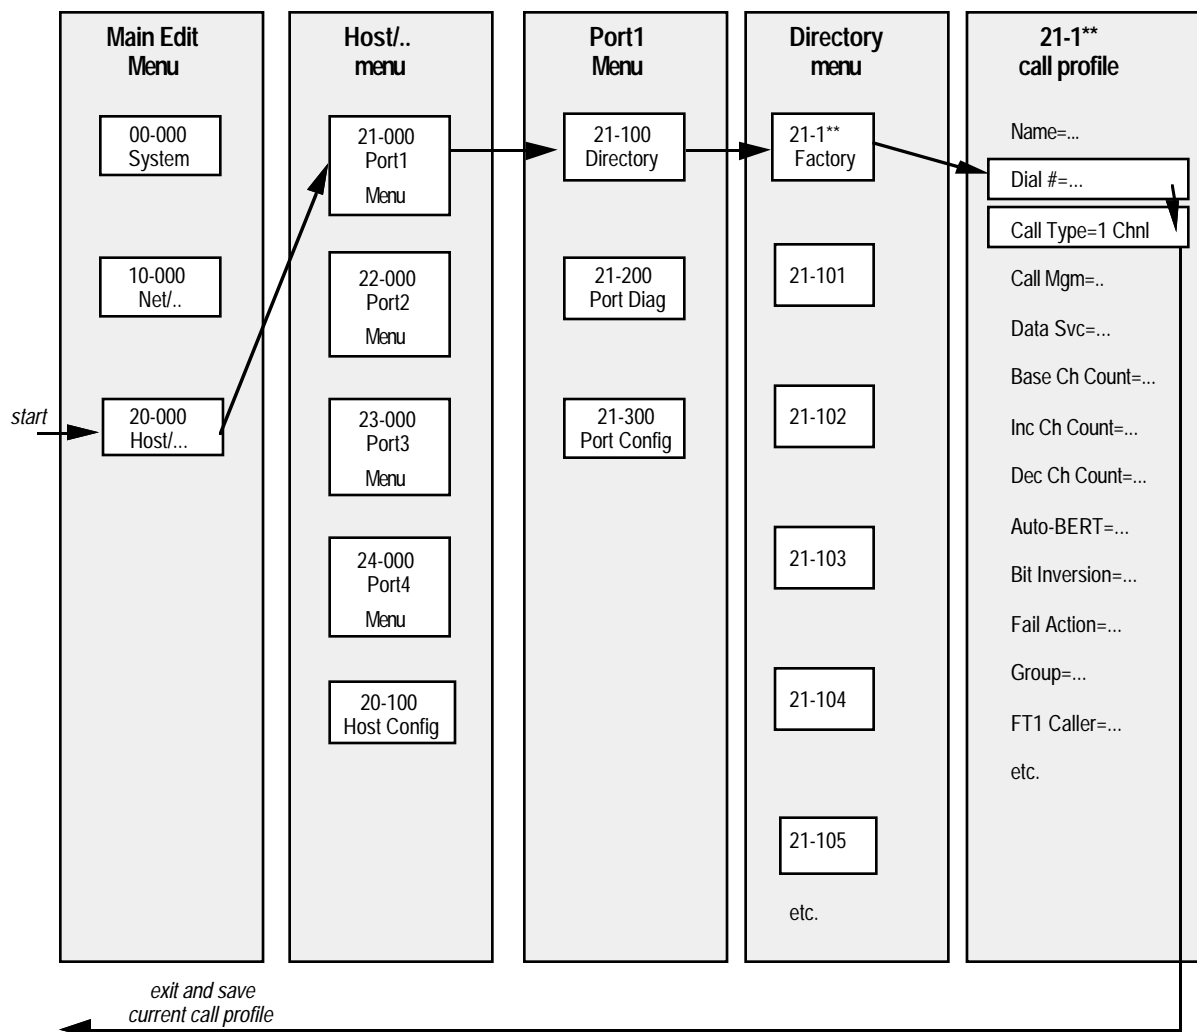 Main Edit
Menu
00-000
System
10-000
Net/..
start
20-000
Host/...
Host/..
menu
21-000
Port1
Menu
22-000
Port2
Menu
23-000
Port3
Menu
24-000
Port4
Menu
20-100
Host Config
Port1
Menu
21-100
Directory
21-200
Port Diag
21-300
Port Config
Directory
menu
21-1**
Factory
21-101
21-102
21-103
21-104
21-105
etc.
21-1**
call profile
Name=...
Dial #=...
Call Type=1 Chnl
Call Mgm=..
Data Svc=...
Base Ch Count=...
Inc Ch Count=...
Dec Ch Count=...
Auto-BERT=...
Bit Inversion=...
Fail Action=...
Group=...
FT1 Caller=...
etc.
exit and save
current call profile